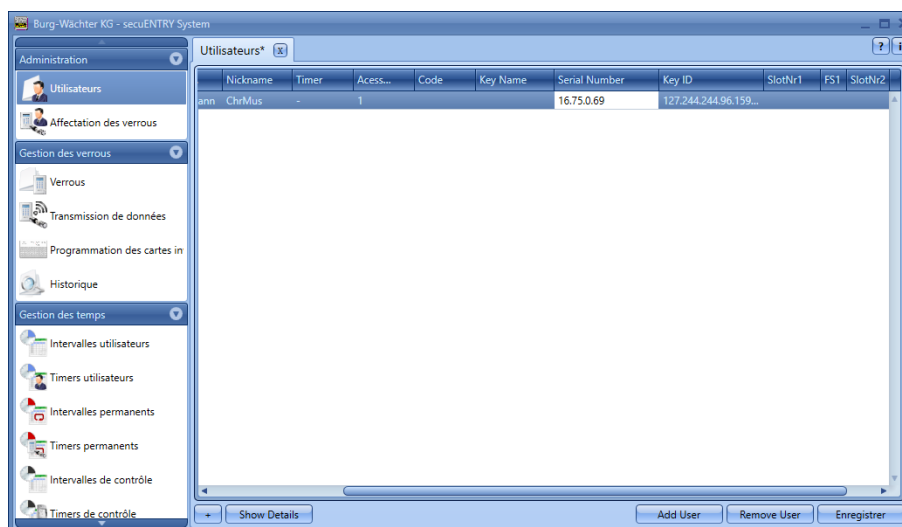 Burg-Wächter KG - secuENTRY System
Administration
Utilisateurs
Affectation des verrous
Gestion des verrous
Verrous
Transmission de données
Programmation des cartes in
Historique
Gestion des temps
Intervalles utilisateurs
Timers utilisateurs
Intervalles permanents
Timers permanents
Intervalles de contrôle
Timers de contrôle
Utilisateurs* x
? i
Nickname Timer Acess... Code Key Name Serial Number Key ID SlotNr1 FS1 SlotNr2
ann ChrMus - 1 16.75.0.69 127.244.244.96.159...
+ Show Details Add User Remove User Enregistrer